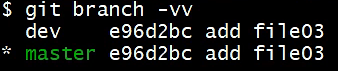 $ git branch -vv
  dev    e96d2bc add file03
* master e96d2bc add file03